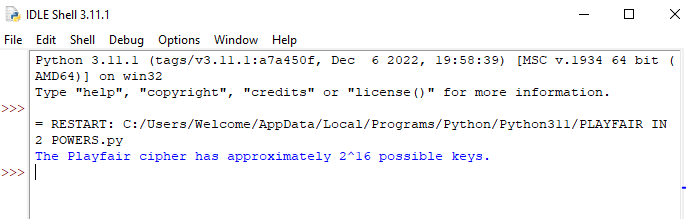 IDLE Shell 3.11.1
File Edit Shell Debug Options Window Help
Python 3.11.1 (tags/v3.11.1:a7a450f, Dec  6 2022, 19:58:39) [MSC v.1934 64 bit (
AMD64)] on win32
Type "help", "copyright", "credits" or "license()" for more information.
>>>
= RESTART: C:/Users/Welcome/AppData/Local/Programs/Python/Python311/PLAYFAIR IN
2 POWERS.py
The Playfair cipher has approximately 2^16 possible keys.
>>>